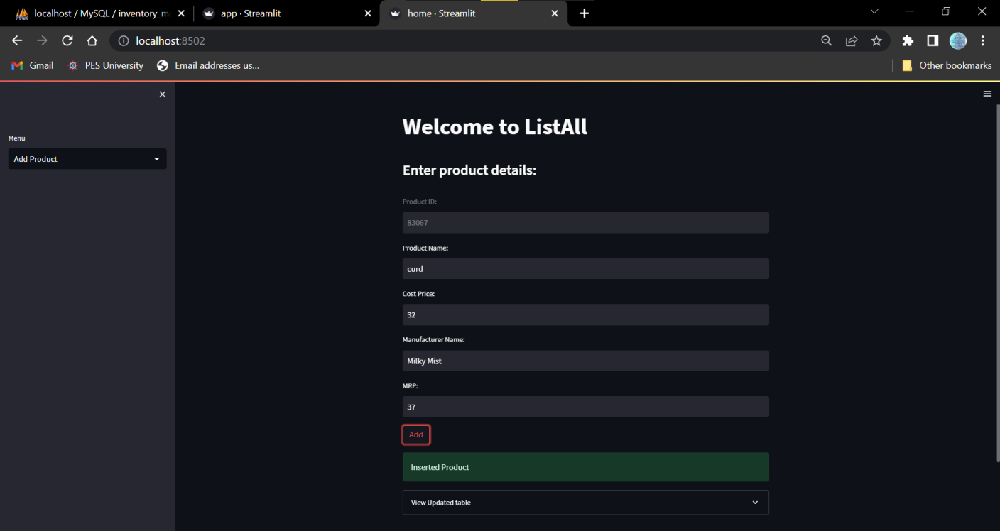 localhost / MySQL / inventory_ma
app · Streamlit
home · Streamlit
localhost:8502
Gmail
PES University
Email addresses us...
Other bookmarks
Menu
Add Product
Welcome to ListAll
Enter product details:
Product ID:
83067
Product Name:
curd
Cost Price:
32
Manufacturer Name:
Milky Mist
MRP:
37
Add
Inserted Product
View Updated table